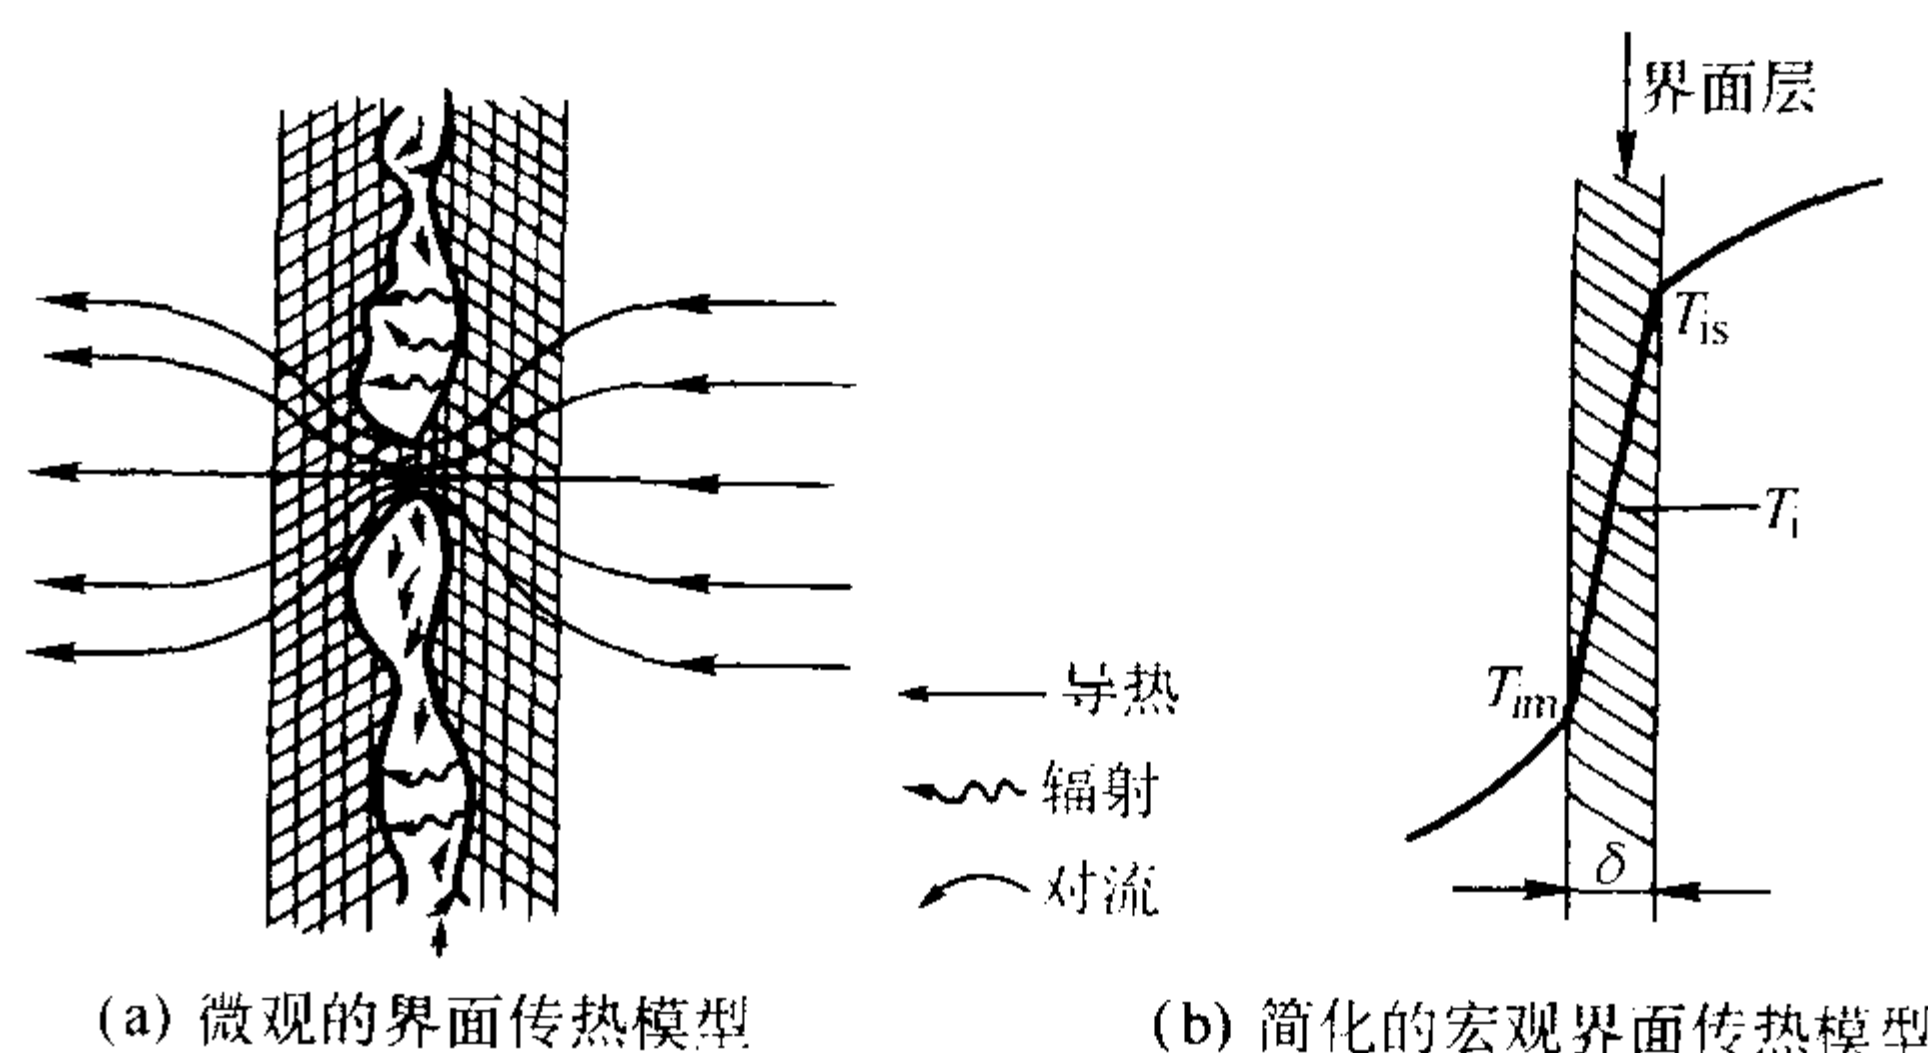 界面层
T_is
T_i
T_im
导热
辐射
对流
δ
(a) 微观的界面传热模型
(b) 简化的宏观界面传热模型